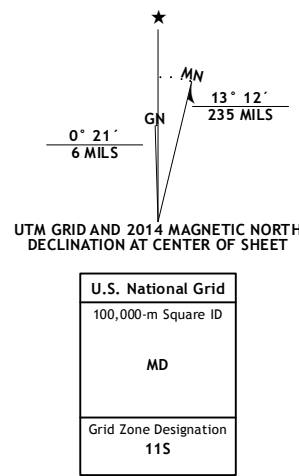 ★
MN
GN
13° 12´
235 MILS
0° 21´
6 MILS
UTM GRID AND 2014 MAGNETIC NORTH
DECLINATION AT CENTER OF SHEET
U.S. National Grid
100,000-m Square ID
MD
Grid Zone Designation
11S